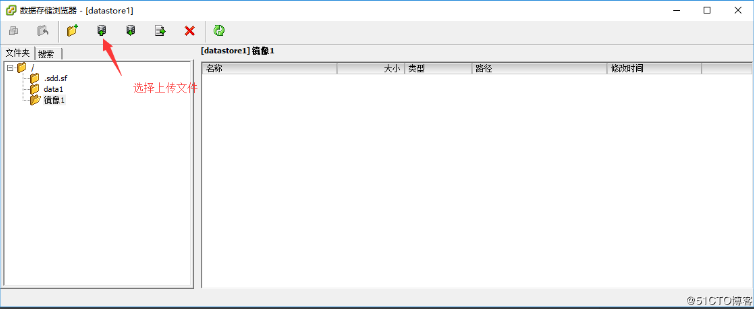 数据存储浏览器 - [datastore1]
文件夹 搜索
[datastore1] 镜像1
/
.sdd.sf
data1
镜像1
选择上传文件
名称 大小 类型 路径 修改时间
@51CTO博客